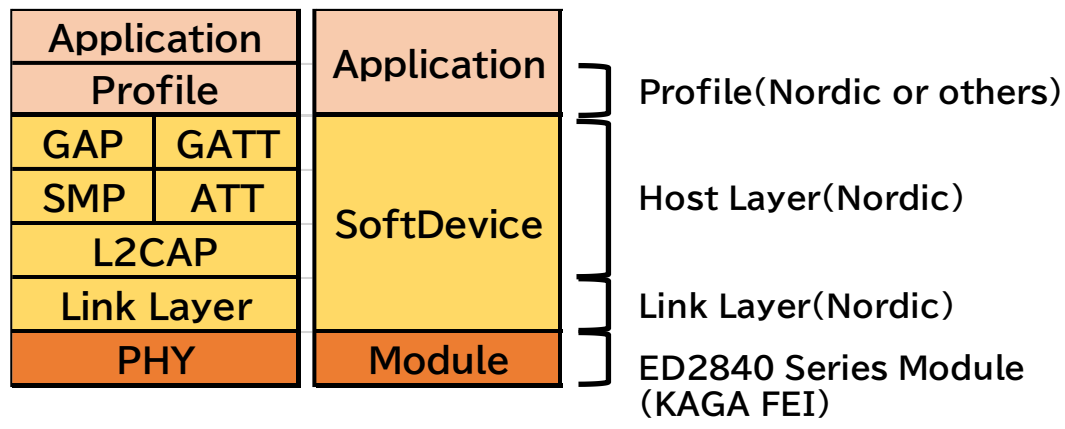 Application
Profile
GAP GATT
SMP ATT
L2CAP
Link Layer
PHY
Application
SoftDevice
Module
Profile(Nordic or others)
Host Layer(Nordic)
Link Layer(Nordic)
ED2840 Series Module
(KAGA FEI)